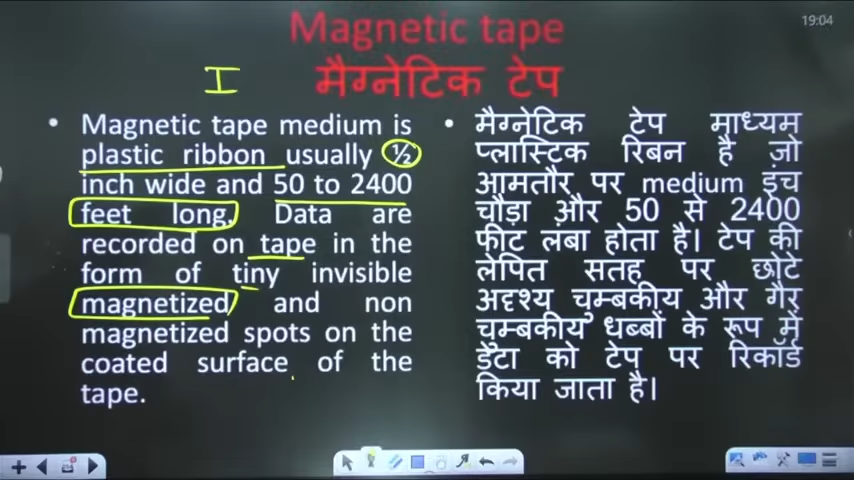 19:04
Magnetic tape
मैग्नेटिक टेप
• Magnetic tape medium is
plastic ribbon usually ½
inch wide and 50 to 2400
feet long. Data are
recorded on tape in the
form of tiny invisible
magnetized and non
magnetized spots on the
coated surface of the
tape.
• मैग्नेटिक टेप माध्यम
प्लास्टिक रिबन है जो
आमतौर पर medium इंच
चौड़ा और 50 से 2400
फीट लंबा होता है। टेप की
लेपित सतह पर छोटे
अदृश्य चुम्बकीय और गैर
चुम्बकीय धब्बों के रूप में
डेटा को टेप पर रिकॉर्ड
किया जाता है।